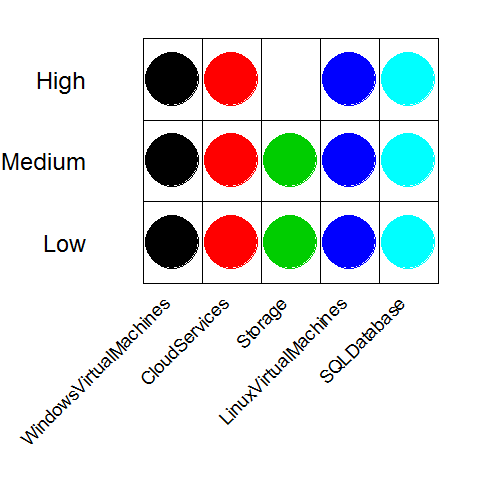 High
Medium
Low
WindowsVirtualMachines
CloudServices
Storage
LinuxVirtualMachines
SQLDatabase